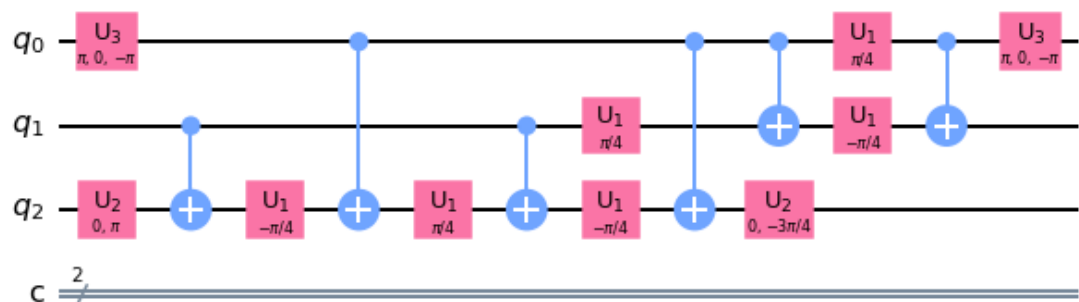 q0 U3 π, 0, −π U1 π/4 U3 π, 0, −π
q1 U1 π/4 U1 −π/4
q2 U2 0, π U1 −π/4 U1 π/4 U1 −π/4 U2 0, −3π/4
c 2